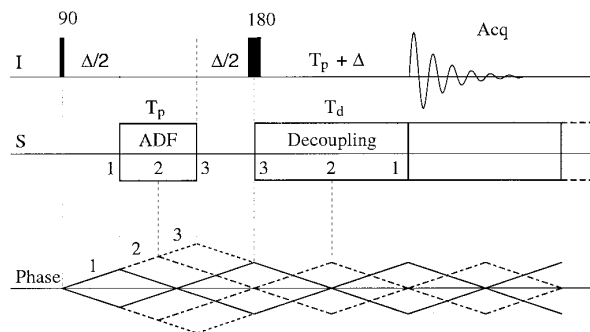 90 180
Acq
Δ/2 Δ/2 Tp + Δ
I
Tp Td
S ADF Decoupling
1 2 3 3 2 1
1 2 3
Phase